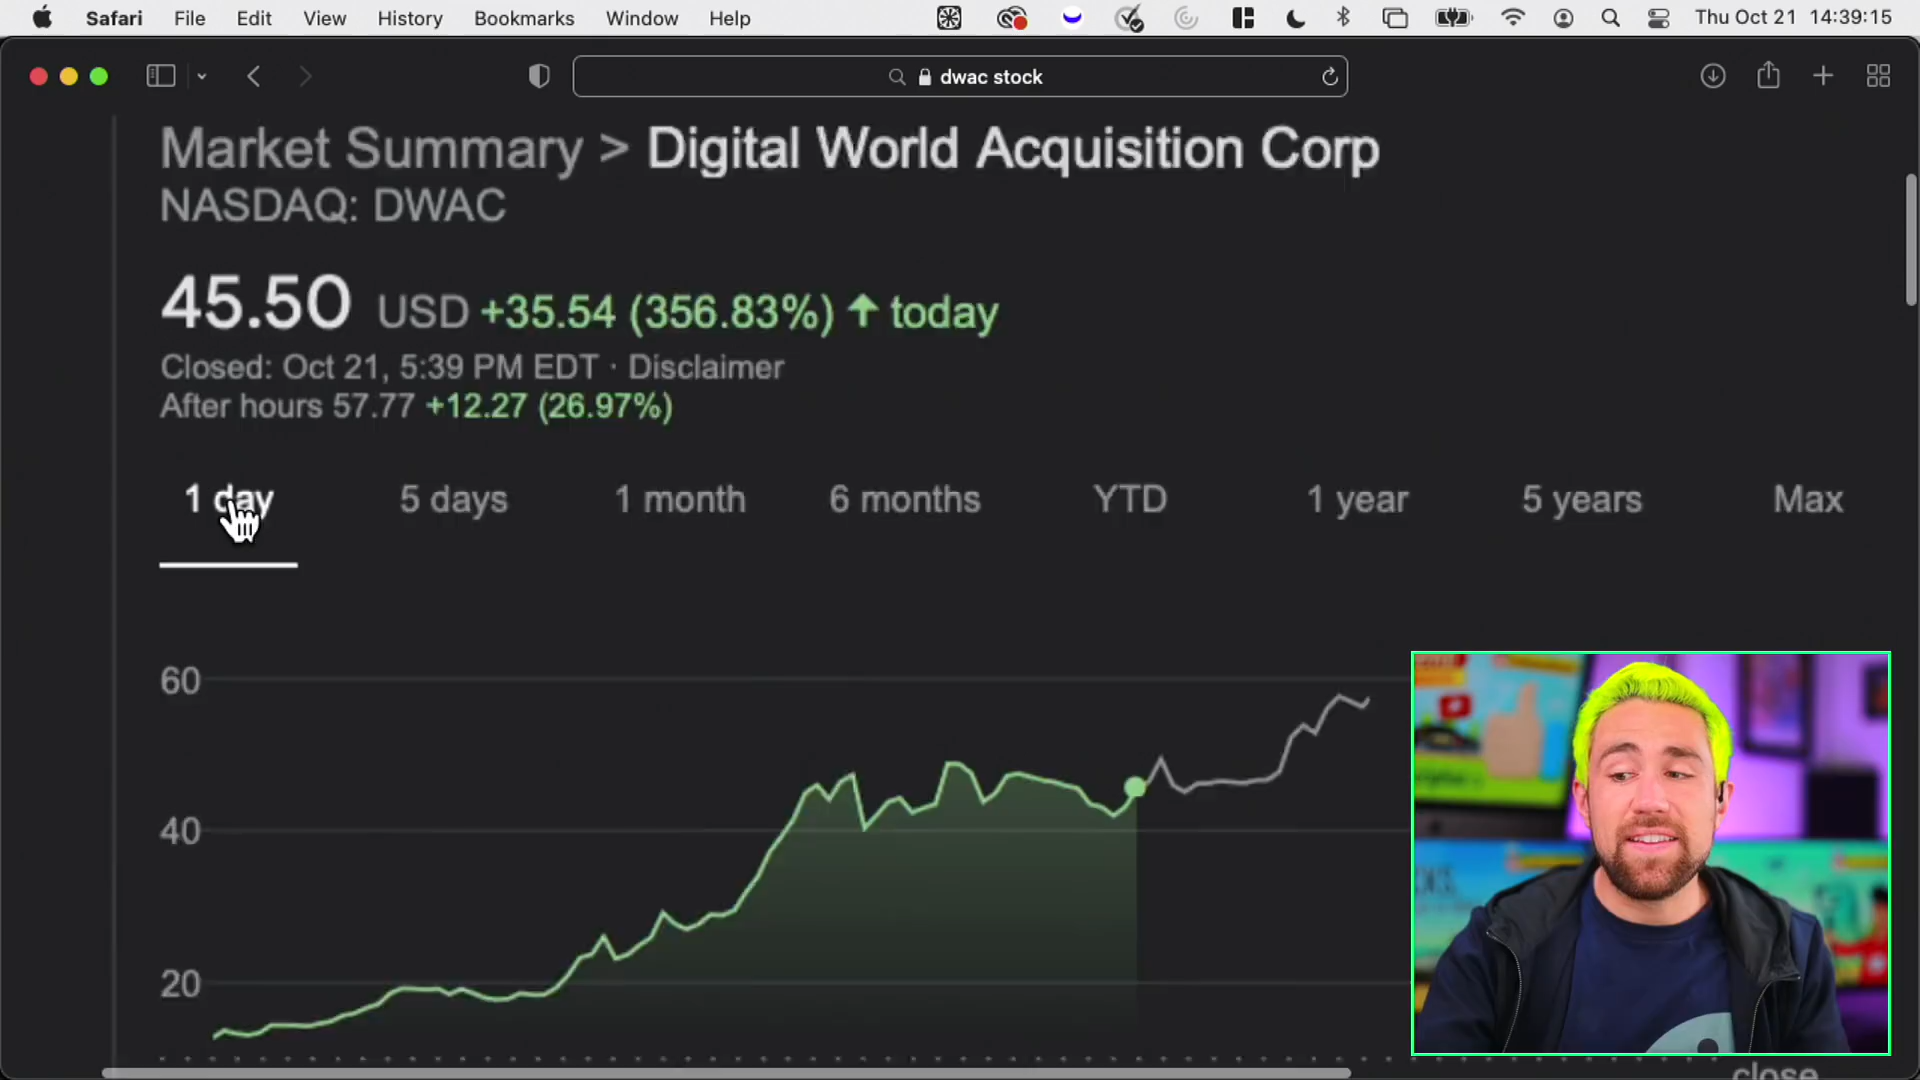 Safari File Edit View History Bookmarks Window Help Thu Oct 21 14:39:15
dwac stock
Market Summary > Digital World Acquisition Corp
NASDAQ: DWAC
45.50 USD +35.54 (356.83%) ↑ today
Closed: Oct 21, 5:39 PM EDT · Disclaimer
After hours 57.77 +12.27 (26.97%)
1 day 5 days 1 month 6 months YTD 1 year 5 years Max
60
40
20
close